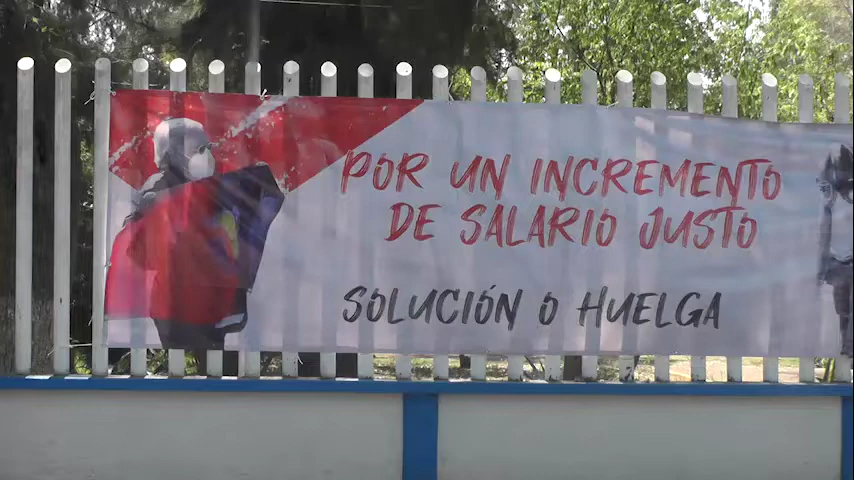 POR UN INCREMENTO
DE SALARIO JUSTO
SOLUCIÓN O HUELGA